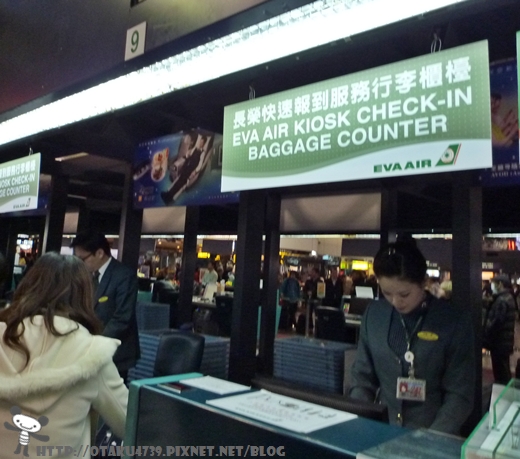 9
長榮快速報到服務行李櫃檯
EVA AIR KIOSK CHECK-IN
BAGGAGE COUNTER
EVA AIR
KIOSK CHECK-IN
COUNTER
HTTP://OTAKU4739.PIXNET.NET/BLOG